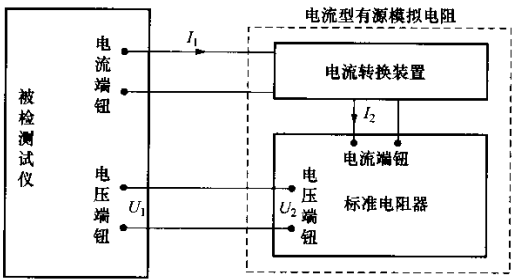 电流型有源模拟电阻
被检测试仪
电流端钮
I₁
电流转换装置
I₂
电流端钮
电压端钮
U₁
U₂
电压端钮
标准电阻器